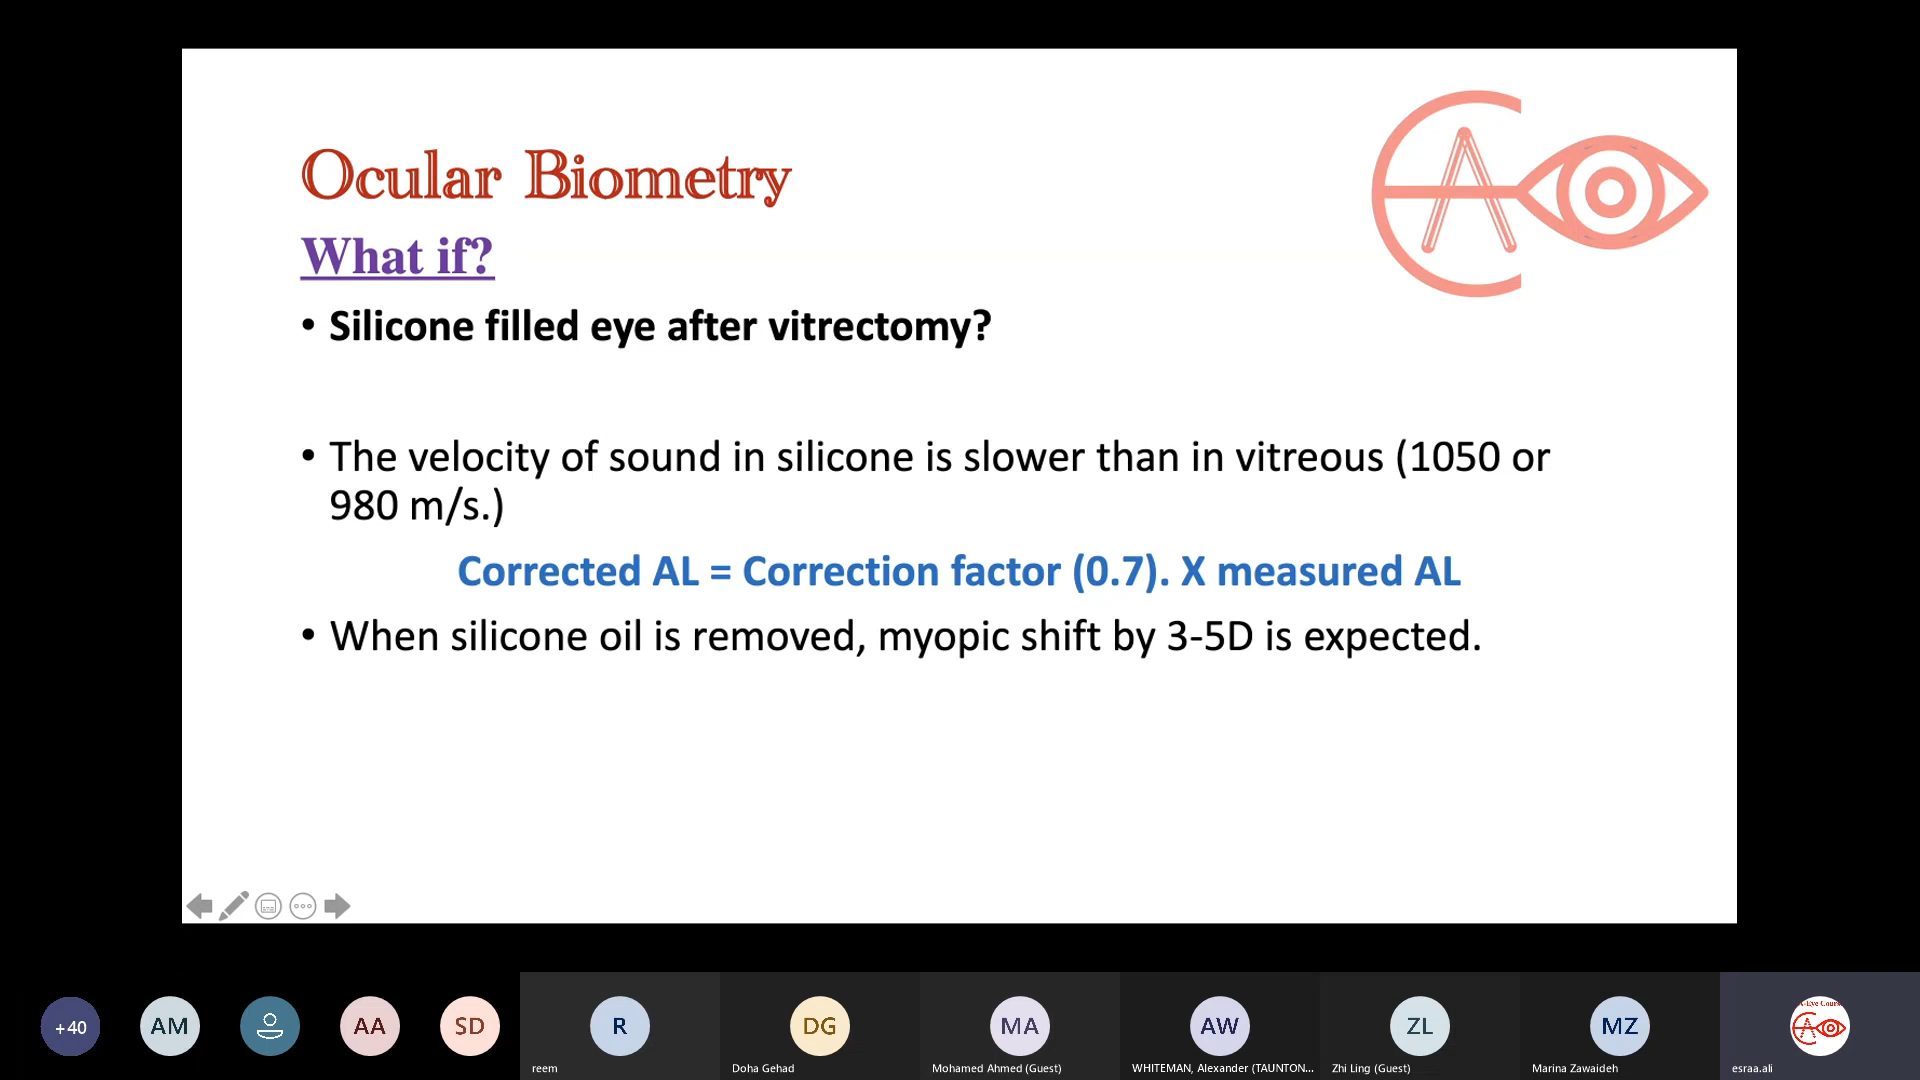 Ocular Biometry
What if?
• Silicone filled eye after vitrectomy?
• The velocity of sound in silicone is slower than in vitreous (1050 or
980 m/s.)
Corrected AL = Correction factor (0.7). X measured AL
• When silicone oil is removed, myopic shift by 3-5D is expected.
+40
AM
AA
SD
R
DG
MA
AW
ZL
MZ
reem
Doha Gehad
Mohamed Ahmed (Guest)
WHITEMAN, Alexander (TAUNTON...
Zhi Ling (Guest)
Marina Zawaideh
esraa.ali